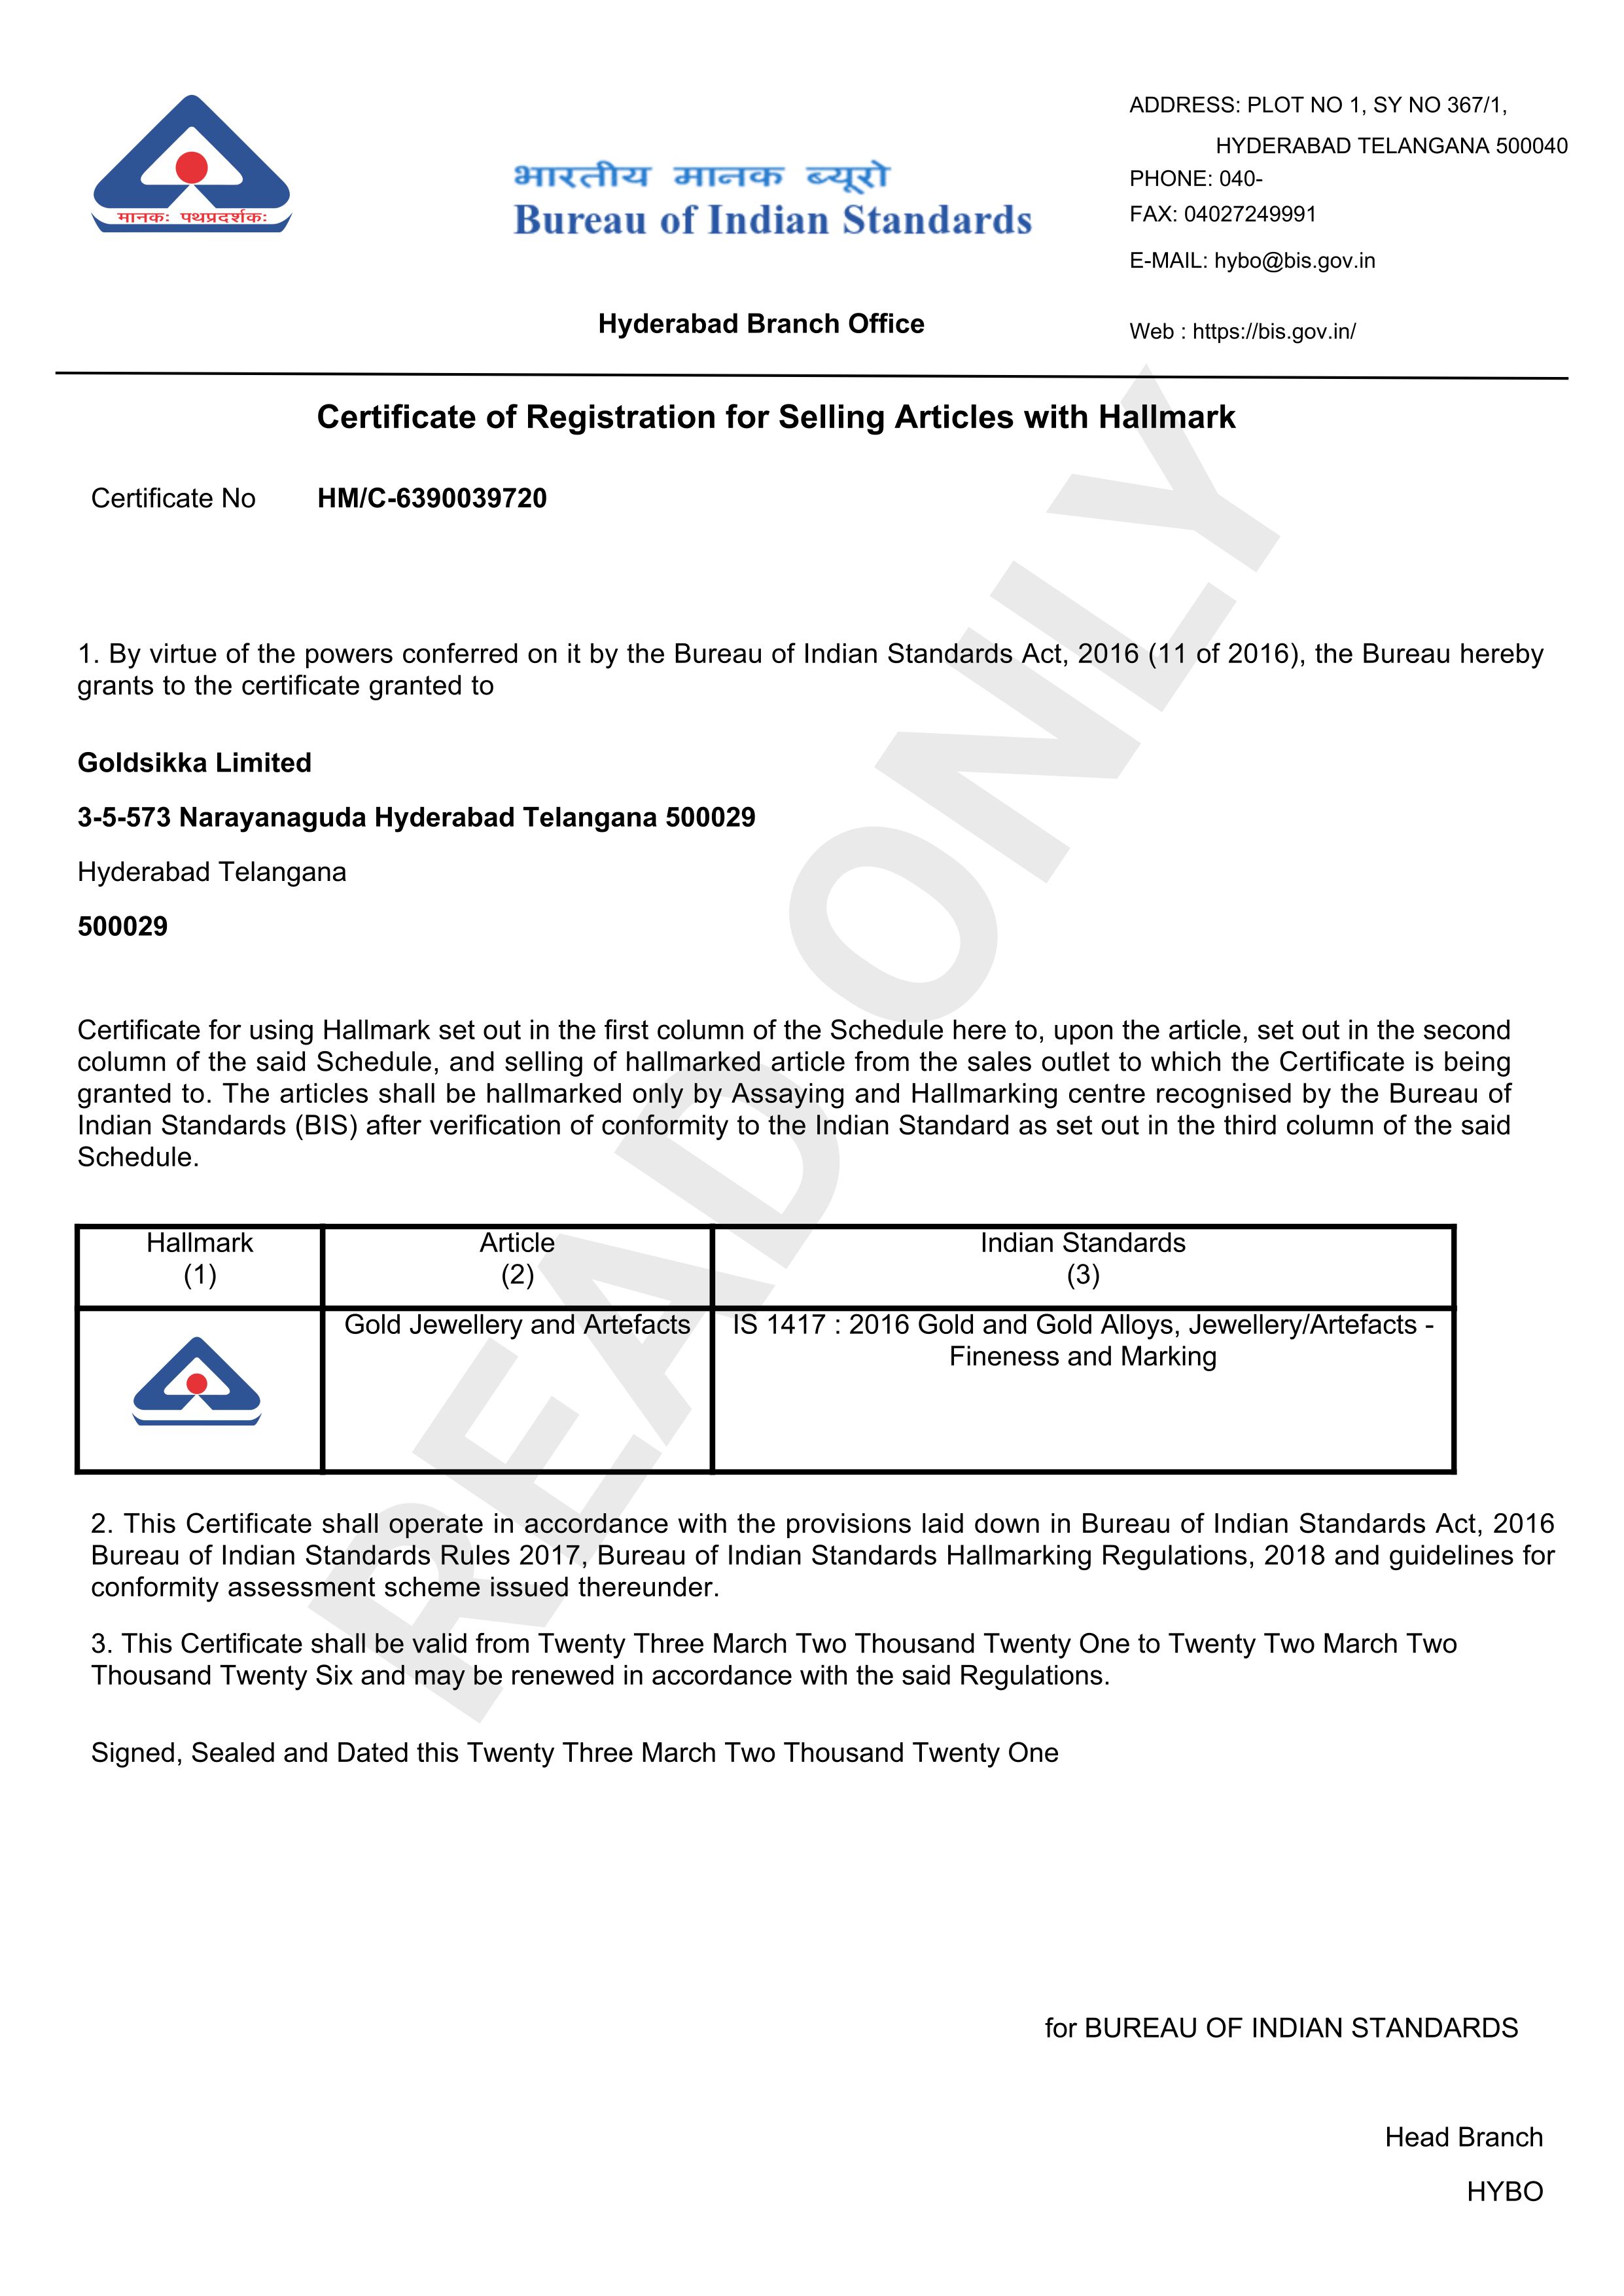 मानकः पथप्रदर्शकः
भारतीय मानक ब्यूरो
Bureau of Indian Standards
Hyderabad Branch Office
ADDRESS: PLOT NO 1, SY NO 367/1,
HYDERABAD TELANGANA 500040
PHONE: 040-
FAX: 04027249991
E-MAIL: hybo@bis.gov.in
Web : https://bis.gov.in/
Certificate of Registration for Selling Articles with Hallmark
Certificate No HM/C-6390039720
1. By virtue of the powers conferred on it by the Bureau of Indian Standards Act, 2016 (11 of 2016), the Bureau hereby
grants to the certificate granted to
Goldsikka Limited
3-5-573 Narayanaguda Hyderabad Telangana 500029
Hyderabad Telangana
500029
Certificate for using Hallmark set out in the first column of the Schedule here to, upon the article, set out in the second
column of the said Schedule, and selling of hallmarked article from the sales outlet to which the Certificate is being
granted to. The articles shall be hallmarked only by Assaying and Hallmarking centre recognised by the Bureau of
Indian Standards (BIS) after verification of conformity to the Indian Standard as set out in the third column of the said
Schedule.
Hallmark
(1)
Article
(2)
Indian Standards
(3)
Gold Jewellery and Artefacts
IS 1417 : 2016 Gold and Gold Alloys, Jewellery/Artefacts -
Fineness and Marking
2. This Certificate shall operate in accordance with the provisions laid down in Bureau of Indian Standards Act, 2016
Bureau of Indian Standards Rules 2017, Bureau of Indian Standards Hallmarking Regulations, 2018 and guidelines for
conformity assessment scheme issued thereunder.
3. This Certificate shall be valid from Twenty Three March Two Thousand Twenty One to Twenty Two March Two
Thousand Twenty Six and may be renewed in accordance with the said Regulations.
Signed, Sealed and Dated this Twenty Three March Two Thousand Twenty One
for BUREAU OF INDIAN STANDARDS
Head Branch
HYBO
READ ONLY